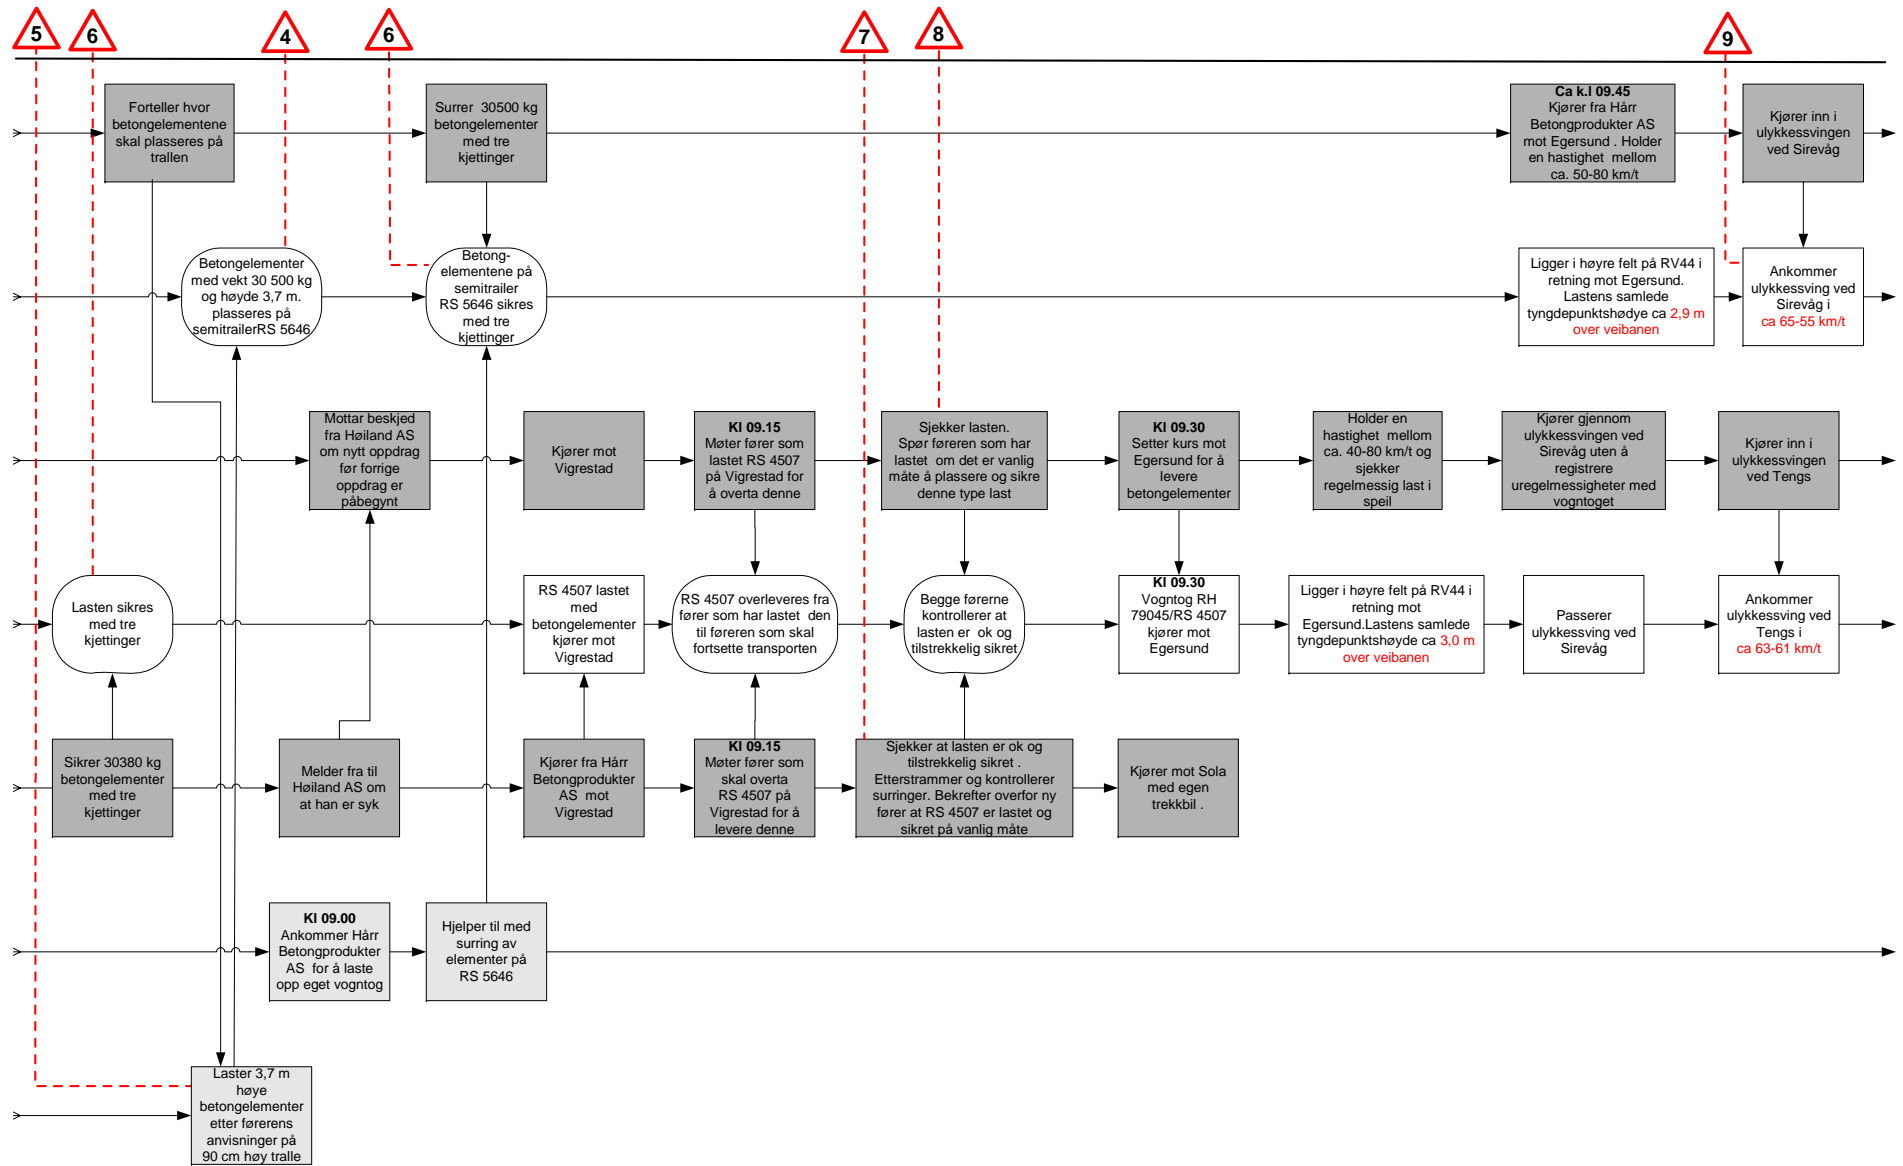 5
6
4
6
7
8
9
Forteller hvor
betongelementene
skal plasseres på
trallen
Surrer 30500 kg
betongelementer
med tre
kjettinger
Ca k.l 09.45
Kjører fra Hårr
Betongprodukter AS
mot Egersund . Holder
en hastighet mellom
ca. 50-80 km/t
Kjører inn i
ulykkessvingen
ved Sirevåg
Betongelementer
med vekt 30 500 kg
og høyde 3,7 m.
plasseres på
semitrailerRS 5646
Betong-
elementene på
semitrailer
RS 5646 sikres
med tre
kjettinger
Ligger i høyre felt på RV44 i
retning mot Egersund.
Lastens samlede
tyngdepunktshødye ca 2,9 m
over veibanen
Ankommer
ulykkessving ved
Sirevåg i
ca 65-55 km/t
Mottar beskjed
fra Høiland AS
om nytt oppdrag
før forrige
oppdrag er
påbegynt
Kjører mot
Vigrestad
Kl 09.15
Møter fører som
lastet RS 4507
på Vigrestad for
å overta denne
Sjekker lasten.
Spør føreren som har
lastet om det er vanlig
måte å plassere og sikre
denne type last
Kl 09.30
Setter kurs mot
Egersund for å
levere
betongelementer
Holder en
hastighet mellom
ca. 40-80 km/t og
sjekker
regelmessig last i
speil
Kjører gjennom
ulykkessvingen ved
Sirevåg uten å
registrere
uregelmessigheter med
vogntoget
Kjører inn i
ulykkessvingen
ved Tengs
Lasten sikres
med tre
kjettinger
RS 4507 lastet
med
betongelementer
kjører mot
Vigrestad
RS 4507 overleveres fra
fører som har lastet den
til føreren som skal
fortsette transporten
Begge førerne
kontrollerer at
lasten er ok og
tilstrekkelig sikret
Kl 09.30
Vogntog RH
79045/RS 4507
kjører mot
Egersund
Ligger i høyre felt på RV44 i
retning mot
Egersund.Lastens samlede
tyngdepunktshøyde ca 3,0 m
over veibanen
Passerer
ulykkessving ved
Sirevåg
Ankommer
ulykkessving ved
Tengs i
ca 63-61 km/t
Sikrer 30380 kg
betongelementer
med tre
kjettinger
Melder fra til
Høiland AS om
at han er syk
Kjører fra Hårr
Betongprodukter
AS mot
Vigrestad
Kl 09.15
Møter fører som
skal overta
RS 4507 på
Vigrestad for å
levere denne
Sjekker at lasten er ok og
tilstrekkelig sikret .
Etterstrammer og kontrollerer
surringer. Bekrefter overfor ny
fører at RS 4507 er lastet og
sikret på vanlig måte
Kjører mot Sola
med egen
trekkbil .
Kl 09.00
Ankommer Hårr
Betongprodukter
AS for å laste
opp eget vogntog
Hjelper til med
surring av
elementer på
RS 5646
Laster 3,7 m
høye
betongelementer
etter førerens
anvisninger på
90 cm høy tralle